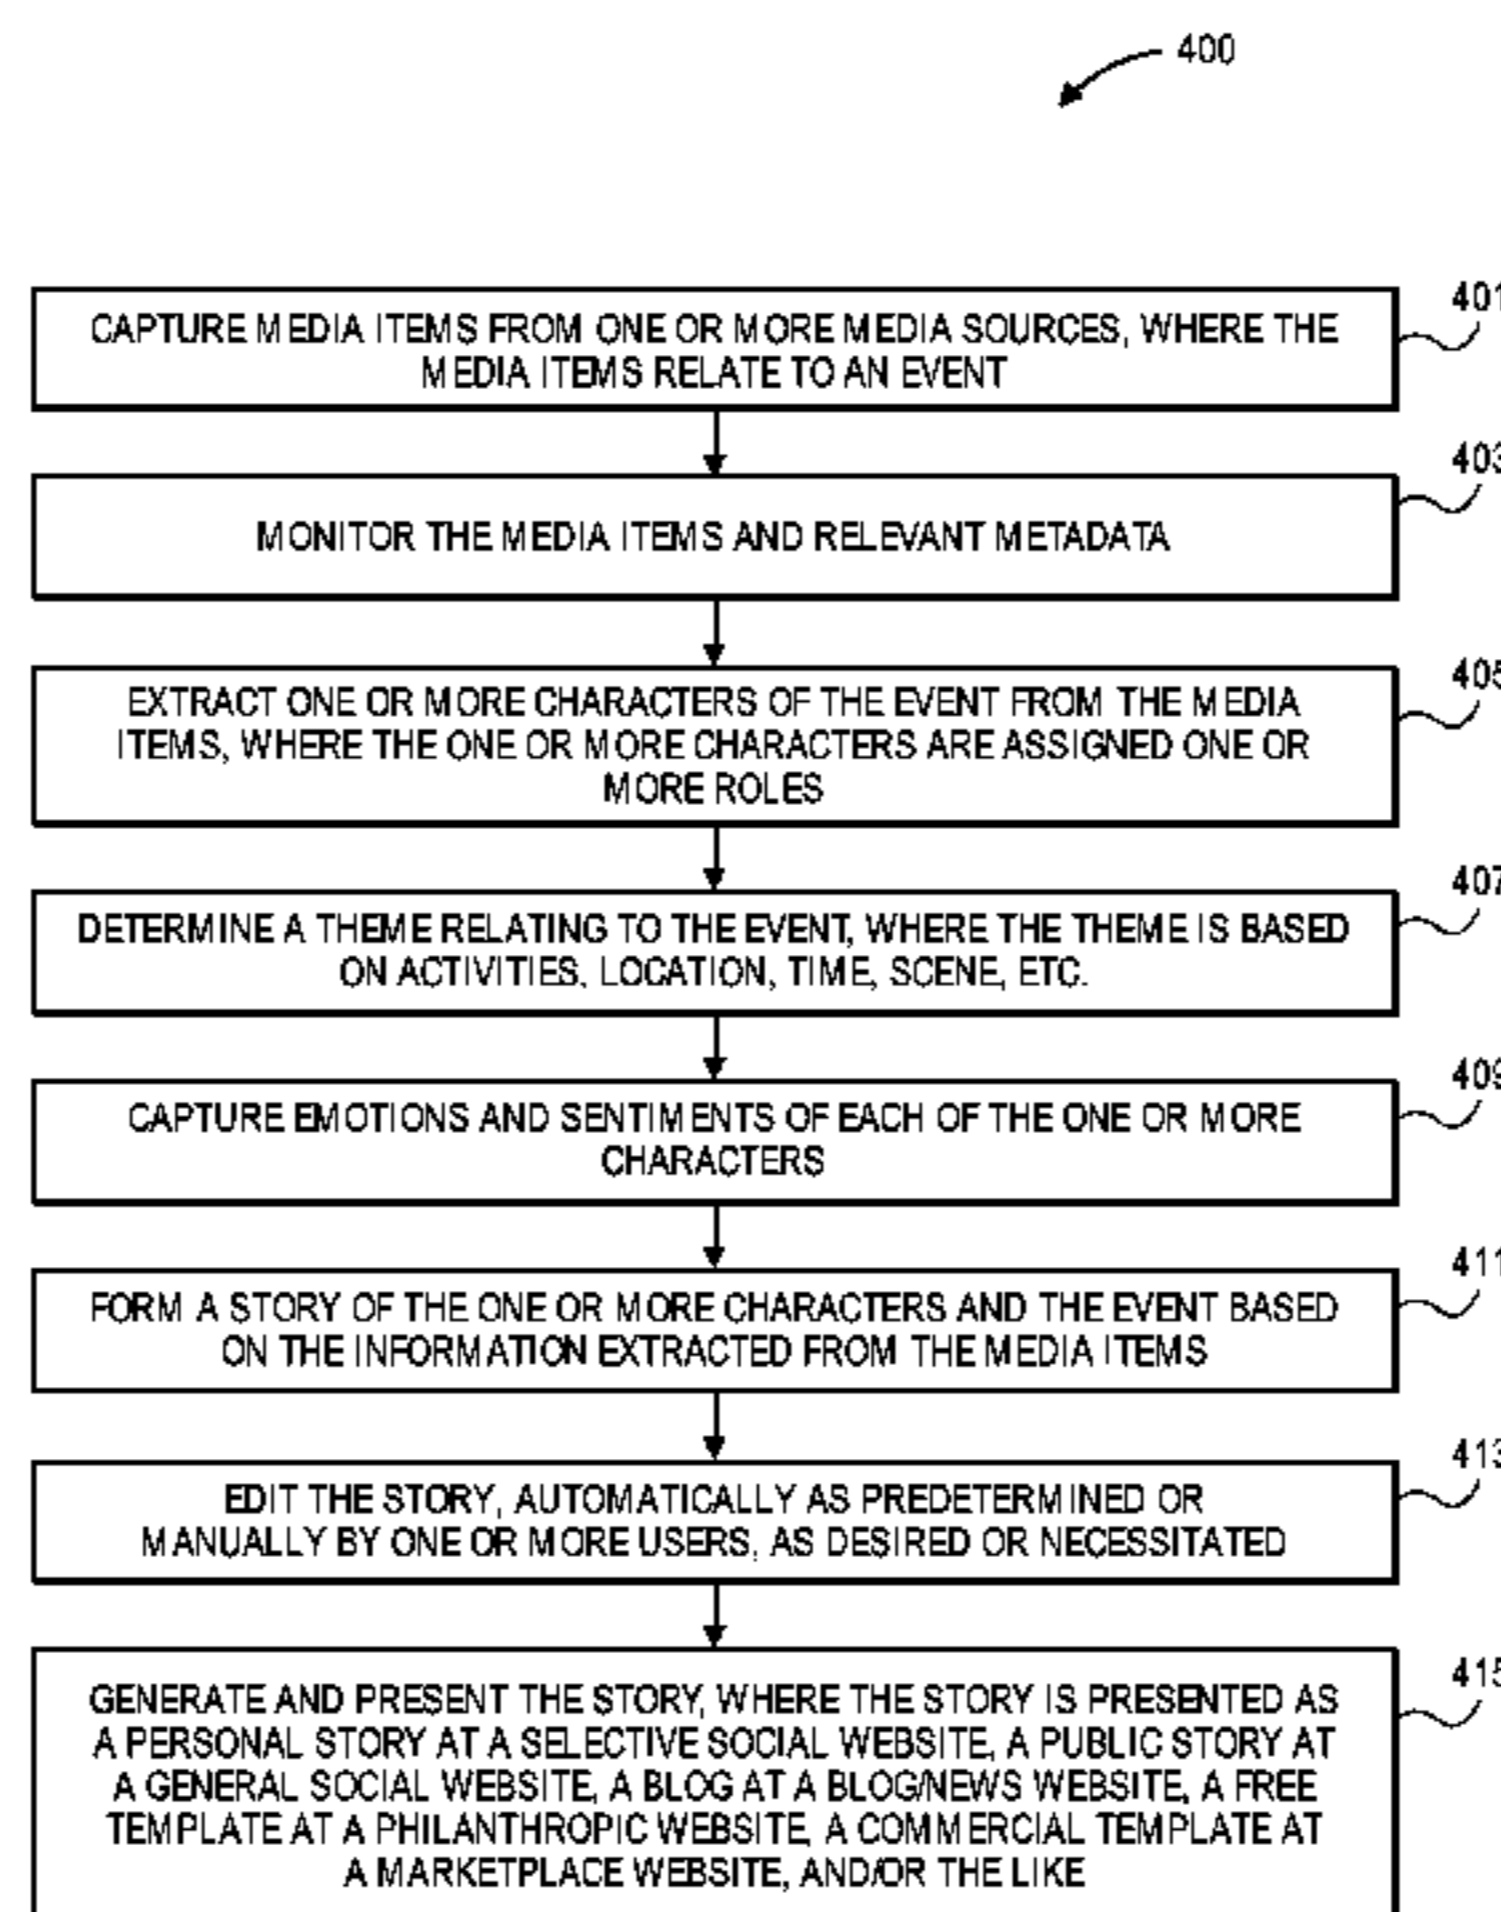 400
401
CAPTURE MEDIA ITEMS FROM ONE OR MORE MEDIA SOURCES, WHERE THE
MEDIA ITEMS RELATE TO AN EVENT
403
MONITOR THE MEDIA ITEMS AND RELEVANT METADATA
405
EXTRACT ONE OR MORE CHARACTERS OF THE EVENT FROM THE MEDIA
ITEMS, WHERE THE ONE OR MORE CHARACTERS ARE ASSIGNED ONE OR
MORE ROLES
407
DETERMINE A THEME RELATING TO THE EVENT, WHERE THE THEME IS BASED
ON ACTIVITIES, LOCATION, TIME, SCENE, ETC.
409
CAPTURE EMOTIONS AND SENTIMENTS OF EACH OF THE ONE OR MORE
CHARACTERS
411
FORM A STORY OF THE ONE OR MORE CHARACTERS AND THE EVENT BASED
ON THE INFORMATION EXTRACTED FROM THE MEDIA ITEMS
413
EDIT THE STORY, AUTOMATICALLY AS PREDETERMINED OR
MANUALLY BY ONE OR MORE USERS, AS DESIRED OR NECESSITATED
415
GENERATE AND PRESENT THE STORY, WHERE THE STORY IS PRESENTED AS
A PERSONAL STORY AT A SELECTIVE SOCIAL WEBSITE, A PUBLIC STORY AT
A GENERAL SOCIAL WEBSITE, A BLOG AT A BLOG/NEWS WEBSITE, A FREE
TEMPLATE AT A PHILANTHROPIC WEBSITE, A COMMERCIAL TEMPLATE AT
A MARKETPLACE WEBSITE, AND/OR THE LIKE